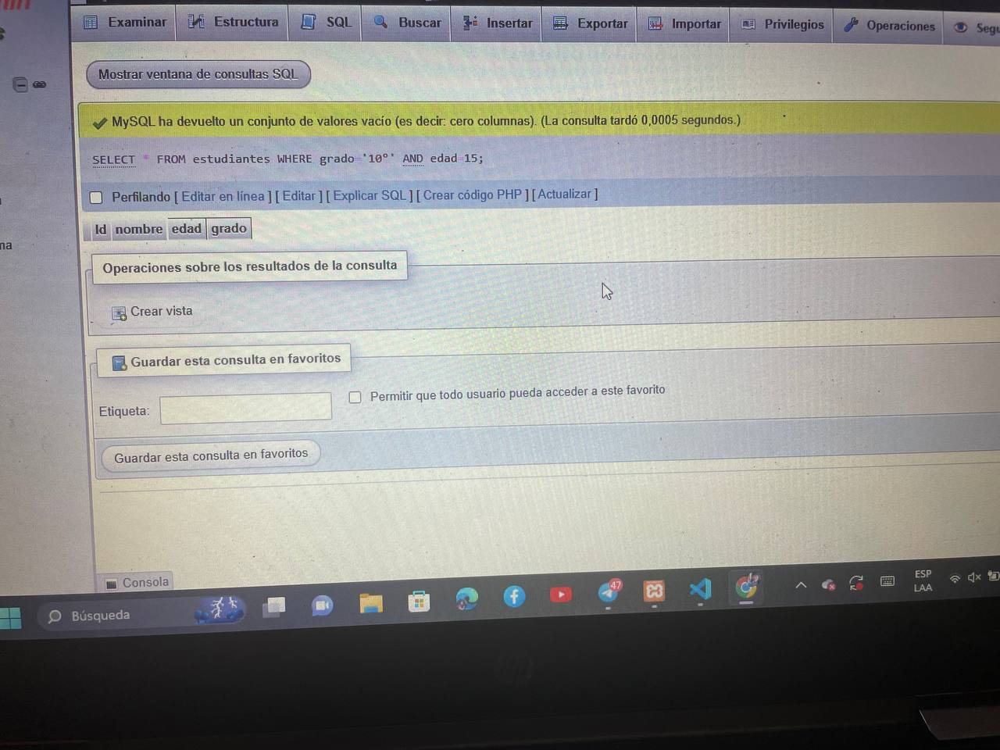 Examinar Estructura SQL Buscar Insertar Exportar Importar Privilegios Operaciones
Mostrar ventana de consultas SQL
MySQL ha devuelto un conjunto de valores vacío (es decir: cero columnas). (La consulta tardó 0,0005 segundos.)
SELECT * FROM estudiantes WHERE grado='10°' AND edad=15;
Perfilando [ Editar en línea ] [ Editar ] [ Explicar SQL ] [ Crear código PHP ] [ Actualizar ]
Id nombre edad grado
Operaciones sobre los resultados de la consulta
Crear vista
Guardar esta consulta en favoritos
Etiqueta: Permitir que todo usuario pueda acceder a este favorito
Guardar esta consulta en favoritos
Consola
Búsqueda 47 ESP
LAA